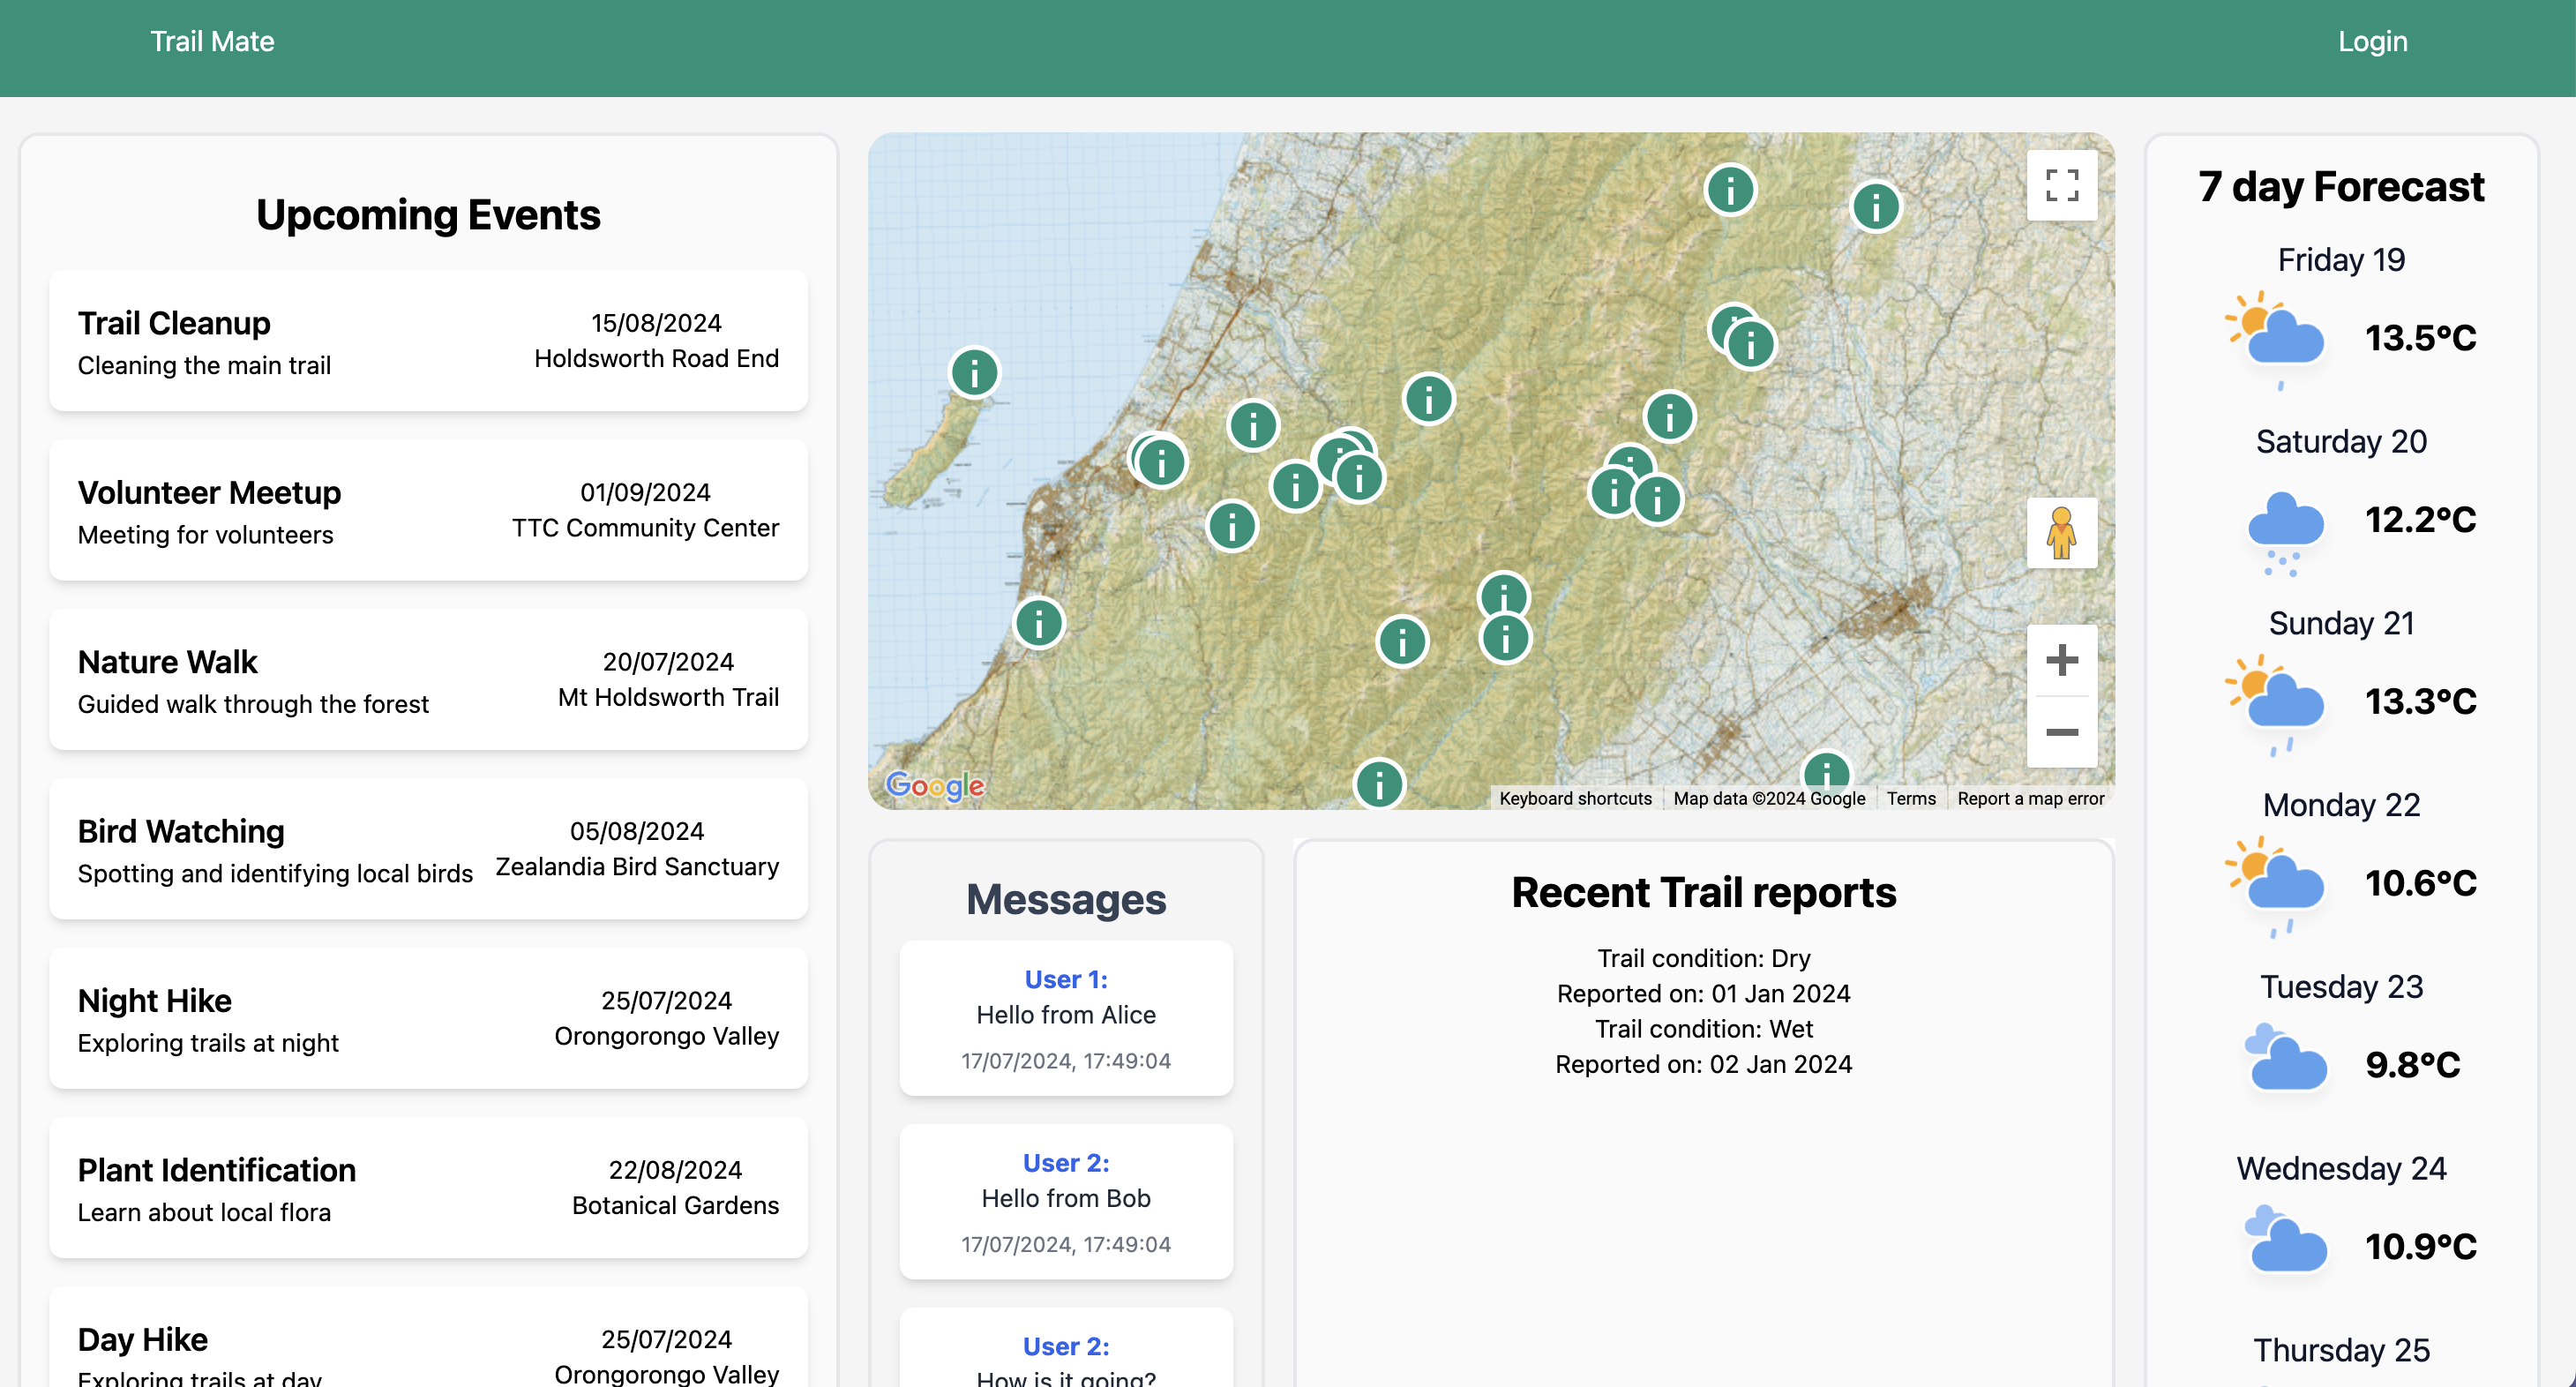 Trail Mate
Login
Upcoming Events
Trail Cleanup
Cleaning the main trail
15/08/2024
Holdsworth Road End
Volunteer Meetup
Meeting for volunteers
01/09/2024
TTC Community Center
Nature Walk
Guided walk through the forest
20/07/2024
Mt Holdsworth Trail
Bird Watching
Spotting and identifying local birds
05/08/2024
Zealandia Bird Sanctuary
Night Hike
Exploring trails at night
25/07/2024
Orongorongo Valley
Plant Identification
Learn about local flora
22/08/2024
Botanical Gardens
Day Hike
Exploring trails at day
25/07/2024
Orongorongo Valley
Google
Keyboard shortcuts
Map data ©2024 Google
Terms
Report a map error
Messages
User 1:
Hello from Alice
17/07/2024, 17:49:04
User 2:
Hello from Bob
17/07/2024, 17:49:04
User 2:
How is it going?
Recent Trail reports
Trail condition: Dry
Reported on: 01 Jan 2024
Trail condition: Wet
Reported on: 02 Jan 2024
7 day Forecast
Friday 19
13.5°C
Saturday 20
12.2°C
Sunday 21
13.3°C
Monday 22
10.6°C
Tuesday 23
9.8°C
Wednesday 24
10.9°C
Thursday 25